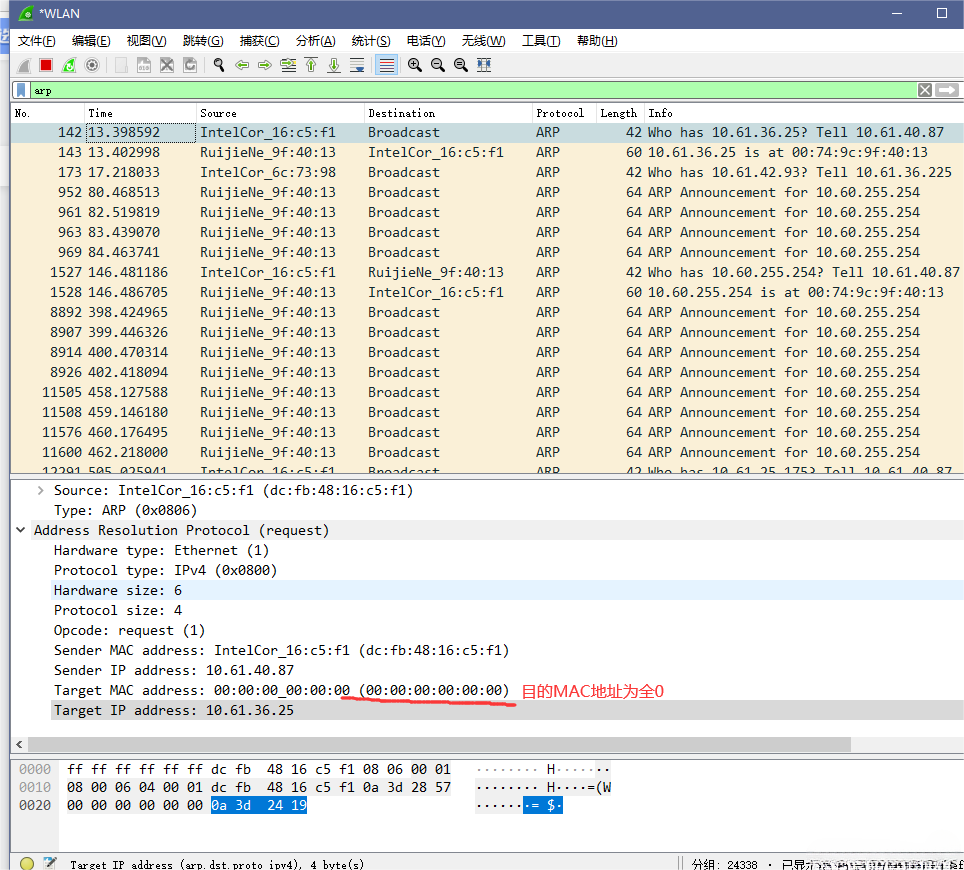 *WLAN
文件(F) 编辑(E) 视图(V) 跳转(G) 捕获(C) 分析(A) 统计(S) 电话(Y) 无线(W) 工具(T) 帮助(H)
arp
No. Time Source Destination Protocol Length Info
142 13.398592 IntelCor_16:c5:f1 Broadcast ARP 42 Who has 10.61.36.25? Tell 10.61.40.87
143 13.402998 RuijieNe_9f:40:13 IntelCor_16:c5:f1 ARP 60 10.61.36.25 is at 00:74:9c:9f:40:13
173 17.218033 IntelCor_6c:73:98 Broadcast ARP 42 Who has 10.61.42.93? Tell 10.61.36.225
952 80.468513 RuijieNe_9f:40:13 Broadcast ARP 64 ARP Announcement for 10.60.255.254
961 82.519819 RuijieNe_9f:40:13 Broadcast ARP 64 ARP Announcement for 10.60.255.254
963 83.439070 RuijieNe_9f:40:13 Broadcast ARP 64 ARP Announcement for 10.60.255.254
969 84.463741 RuijieNe_9f:40:13 Broadcast ARP 64 ARP Announcement for 10.60.255.254
1527 146.481186 IntelCor_16:c5:f1 RuijieNe_9f:40:13 ARP 42 Who has 10.60.255.254? Tell 10.61.40.87
1528 146.486705 RuijieNe_9f:40:13 IntelCor_16:c5:f1 ARP 60 10.60.255.254 is at 00:74:9c:9f:40:13
8892 398.424965 RuijieNe_9f:40:13 Broadcast ARP 64 ARP Announcement for 10.60.255.254
8907 399.446326 RuijieNe_9f:40:13 Broadcast ARP 64 ARP Announcement for 10.60.255.254
8914 400.470314 RuijieNe_9f:40:13 Broadcast ARP 64 ARP Announcement for 10.60.255.254
8926 402.418094 RuijieNe_9f:40:13 Broadcast ARP 64 ARP Announcement for 10.60.255.254
11505 458.127588 RuijieNe_9f:40:13 Broadcast ARP 64 ARP Announcement for 10.60.255.254
11508 459.146180 RuijieNe_9f:40:13 Broadcast ARP 64 ARP Announcement for 10.60.255.254
11576 460.176495 RuijieNe_9f:40:13 Broadcast ARP 64 ARP Announcement for 10.60.255.254
11600 462.218000 RuijieNe_9f:40:13 Broadcast ARP 64 ARP Announcement for 10.60.255.254
12291 505.025941 IntelCor_16:c5:f1 Broadcast ARP 42 Who has 10.61.25.175? Tell 10.61.40.87
Source: IntelCor_16:c5:f1 (dc:fb:48:16:c5:f1)
Type: ARP (0x0806)
Address Resolution Protocol (request)
Hardware type: Ethernet (1)
Protocol type: IPv4 (0x0800)
Hardware size: 6
Protocol size: 4
Opcode: request (1)
Sender MAC address: IntelCor_16:c5:f1 (dc:fb:48:16:c5:f1)
Sender IP address: 10.61.40.87
Target MAC address: 00:00:00_00:00:00 (00:00:00:00:00:00) 目的MAC地址为全0
Target IP address: 10.61.36.25
0000 ff ff ff ff ff ff dc fb 48 16 c5 f1 08 06 00 01 ········ H·······
0010 08 00 06 04 00 01 dc fb 48 16 c5 f1 0a 3d 28 57 ········ H····=(W
0020 00 00 00 00 00 00 0a 3d 24 19 ·······= $·
Target IP address (arp.dst.proto_ipv4), 4 byte(s) 分组: 24338 · 已显示